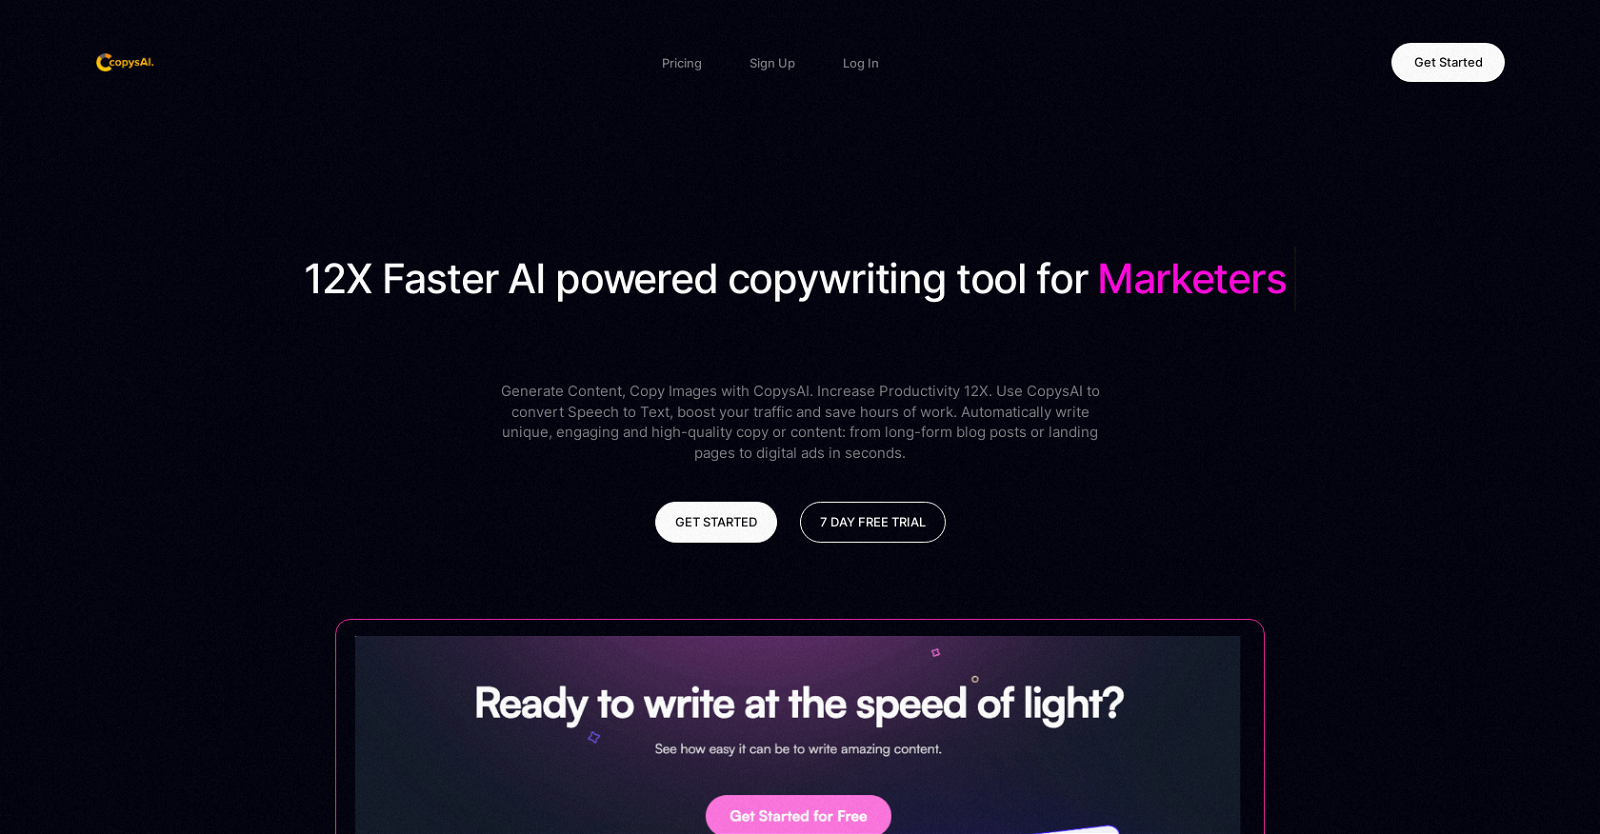 CopysAI.
Pricing
Sign Up
Log In
Get Started
12X Faster AI powered copywriting tool for Marketers
Generate Content, Copy Images with CopysAI. Increase Productivity 12X. Use CopysAI to
convert Speech to Text, boost your traffic and save hours of work. Automatically write
unique, engaging and high-quality copy or content: from long-form blog posts or landing
pages to digital ads in seconds.
GET STARTED
7 DAY FREE TRIAL
Ready to write at the speed of light?
See how easy it can be to write amazing content.
Get Started for Free